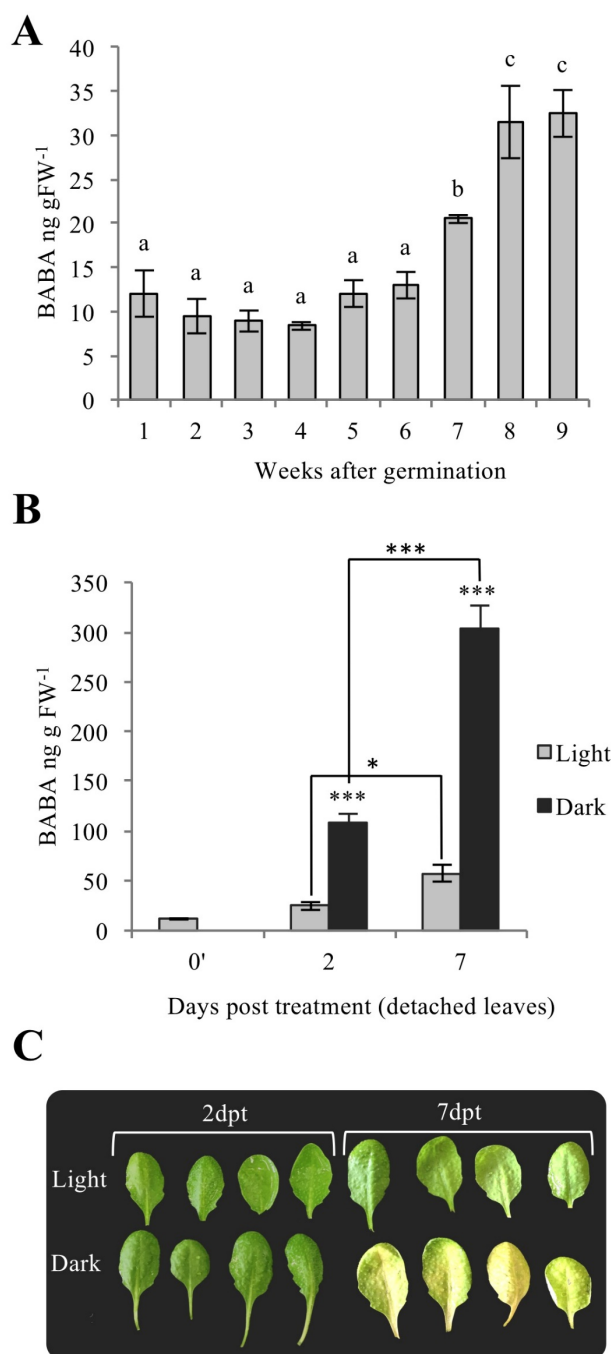 A
40
35
30
25
20
15
10
5
0
BABA ng gFW⁻¹
a a a a a a b c c
1 2 3 4 5 6 7 8 9
Weeks after germination
B
350
300
250
200
150
100
50
0
BABA ng g FW⁻¹
***
***
*
***
Light
Dark
0' 2 7
Days post treatment (detached leaves)
C
2dpt 7dpt
Light
Dark